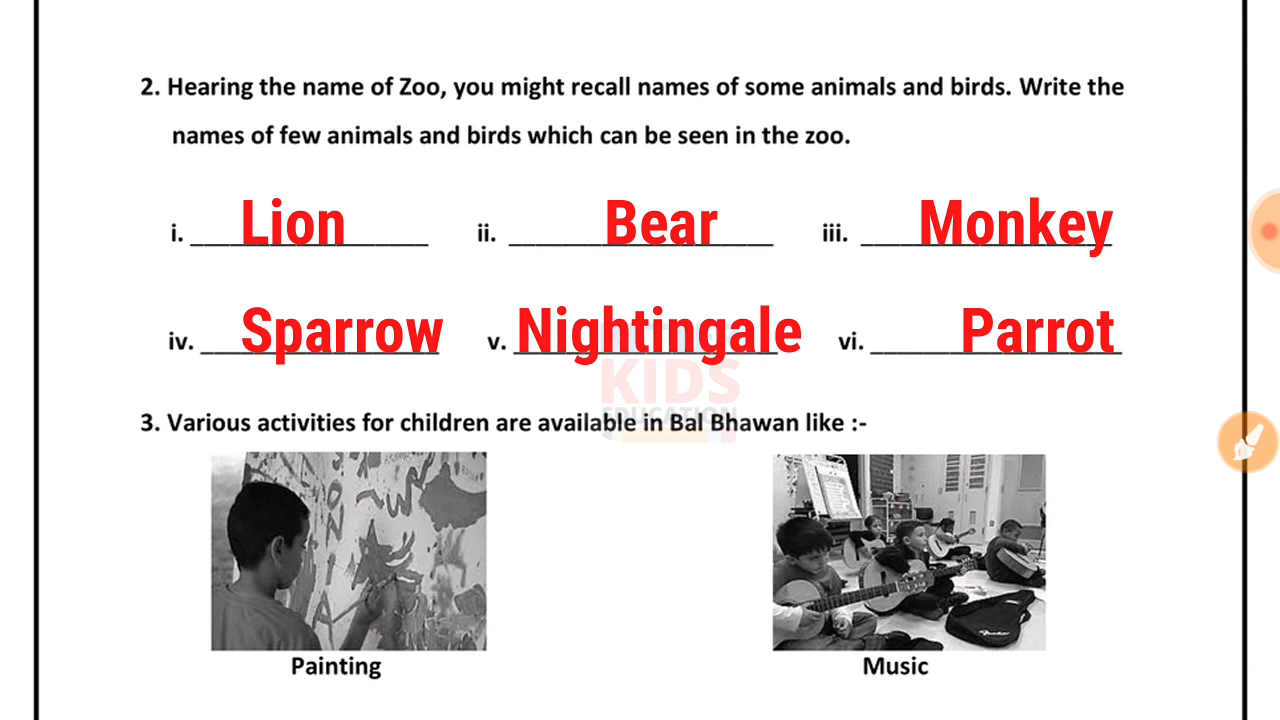 2. Hearing the name of Zoo, you might recall names of some animals and birds. Write the
names of few animals and birds which can be seen in the zoo.
i. Lion ii. Bear iii. Monkey
iv. Sparrow v. Nightingale vi. Parrot
KIDS
EDUCATION
3. Various activities for children are available in Bal Bhawan like :-
Painting Music